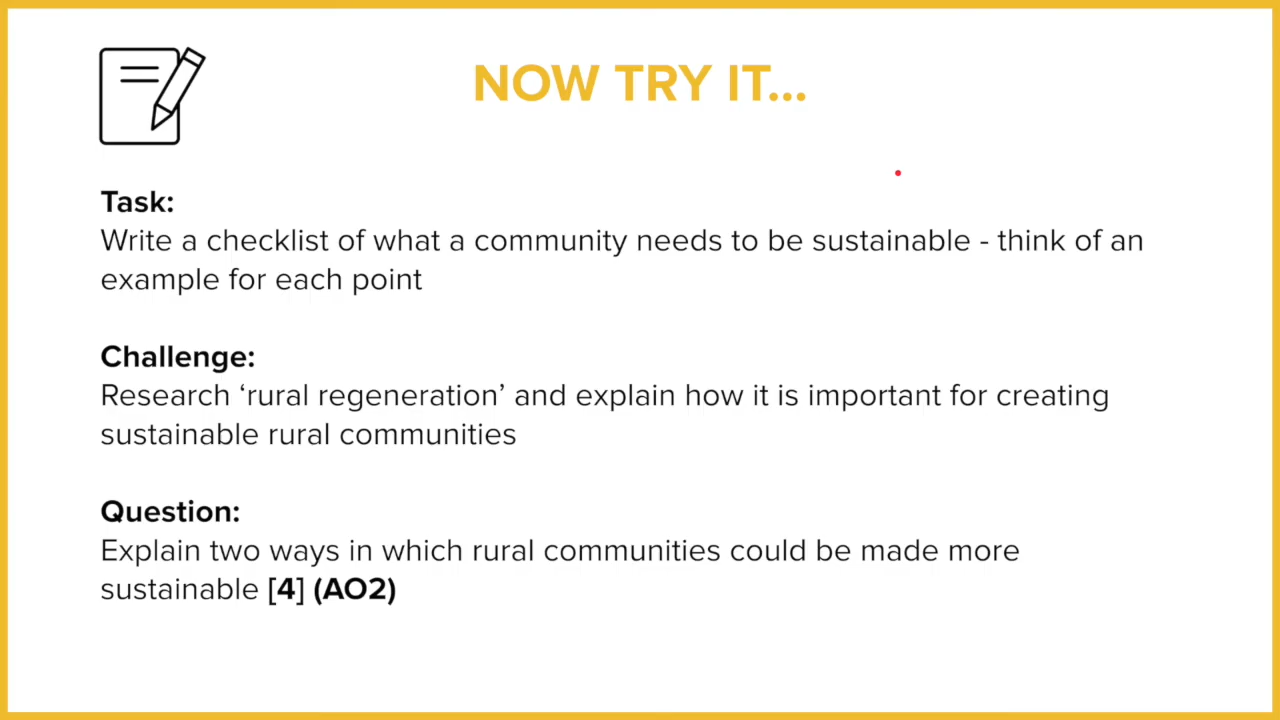 NOW TRY IT...
Task:
Write a checklist of what a community needs to be sustainable - think of an
example for each point
Challenge:
Research ‘rural regeneration’ and explain how it is important for creating
sustainable rural communities
Question:
Explain two ways in which rural communities could be made more
sustainable [4] (AO2)